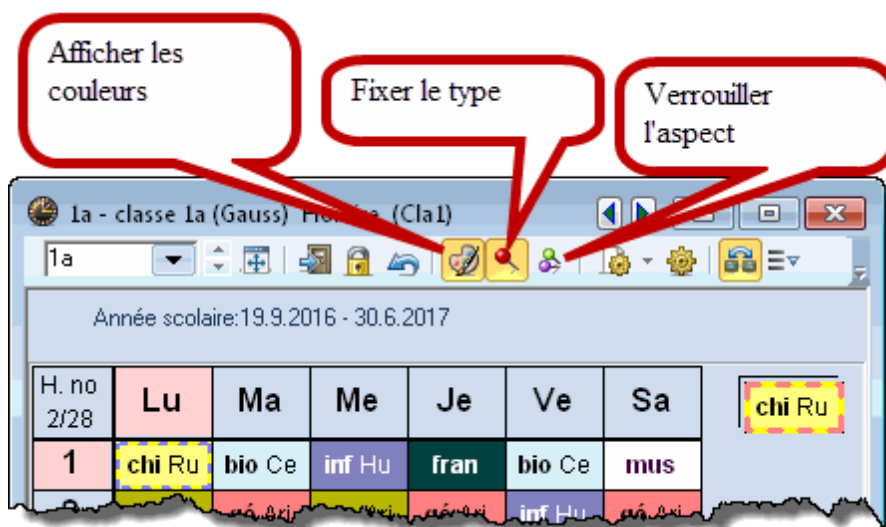 Afficher les
couleurs
Fixer le type
Verrouiller
l'aspect
1a - classe 1a (Gauss) (Cla1)
1a
Année scolaire:19.9.2016 - 30.6.2017
H. no
2/28 Lu Ma Me Je Ve Sa
chi Ru
1 chi Ru bio Ce inf Hu fran bio Ce mus
inf Hu